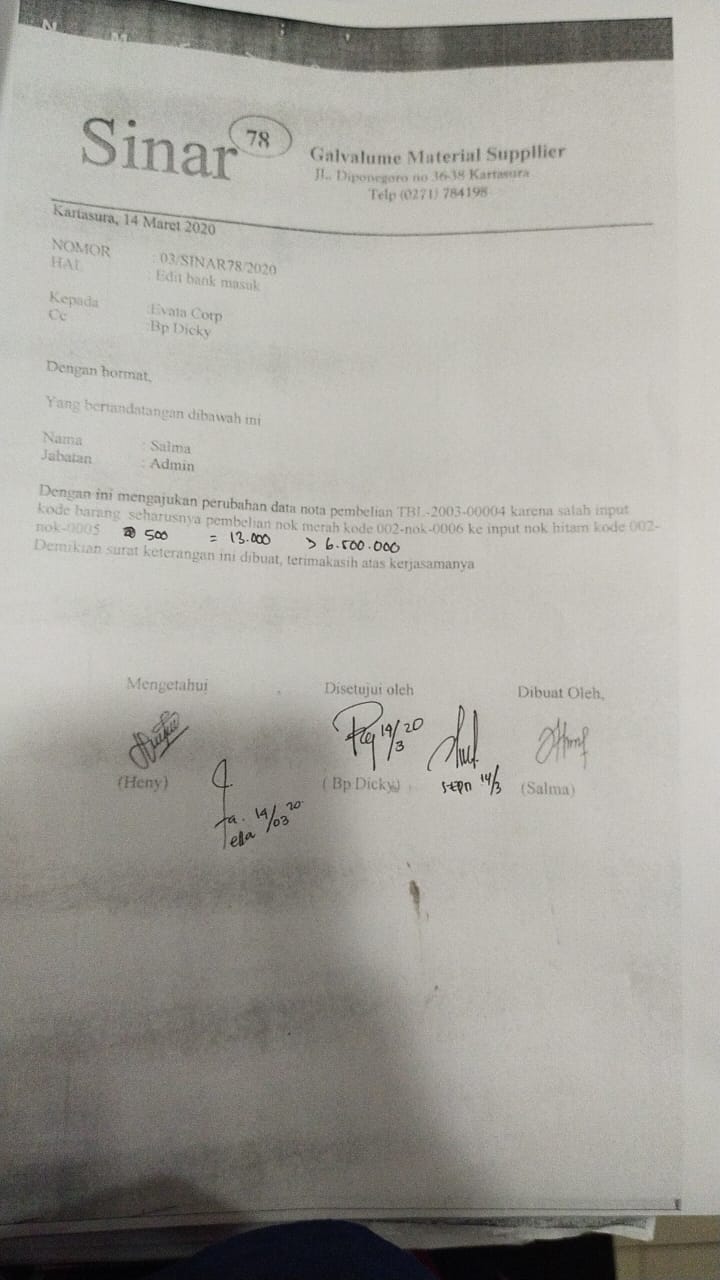 Sinar 78
Galvalume Material Suppllier
JL. Diponegoro no 36-38 Kartasura
Telp (0271) 784198
Kartasura, 14 Maret 2020
NOMOR : 03/SINAR78/2020
HAL : Edit bank masuk
Kepada :Evata Corp
Cc :Bp Dicky
Dengan hormat,
Yang bertandatangan dibawah ini
Nama : Salma
Jabatan : Admin
Dengan ini mengajukan perubahan data nota pembelian TBL-2003-00004 karena salah input
kode barang seharusnya pembelian nok merah kode 002-nok-0006 ke input nok hitam kode 002-
nok-0005 500 = 13.000 > 6.500.000
Demikian surat keterangan ini dibuat, terimakasih atas kerjasamanya
Mengetahui Disetujui oleh Dibuat Oleh,
14/3 20
(Heny) (Bp Dicky) 14/3 (Salma)
14/03 20